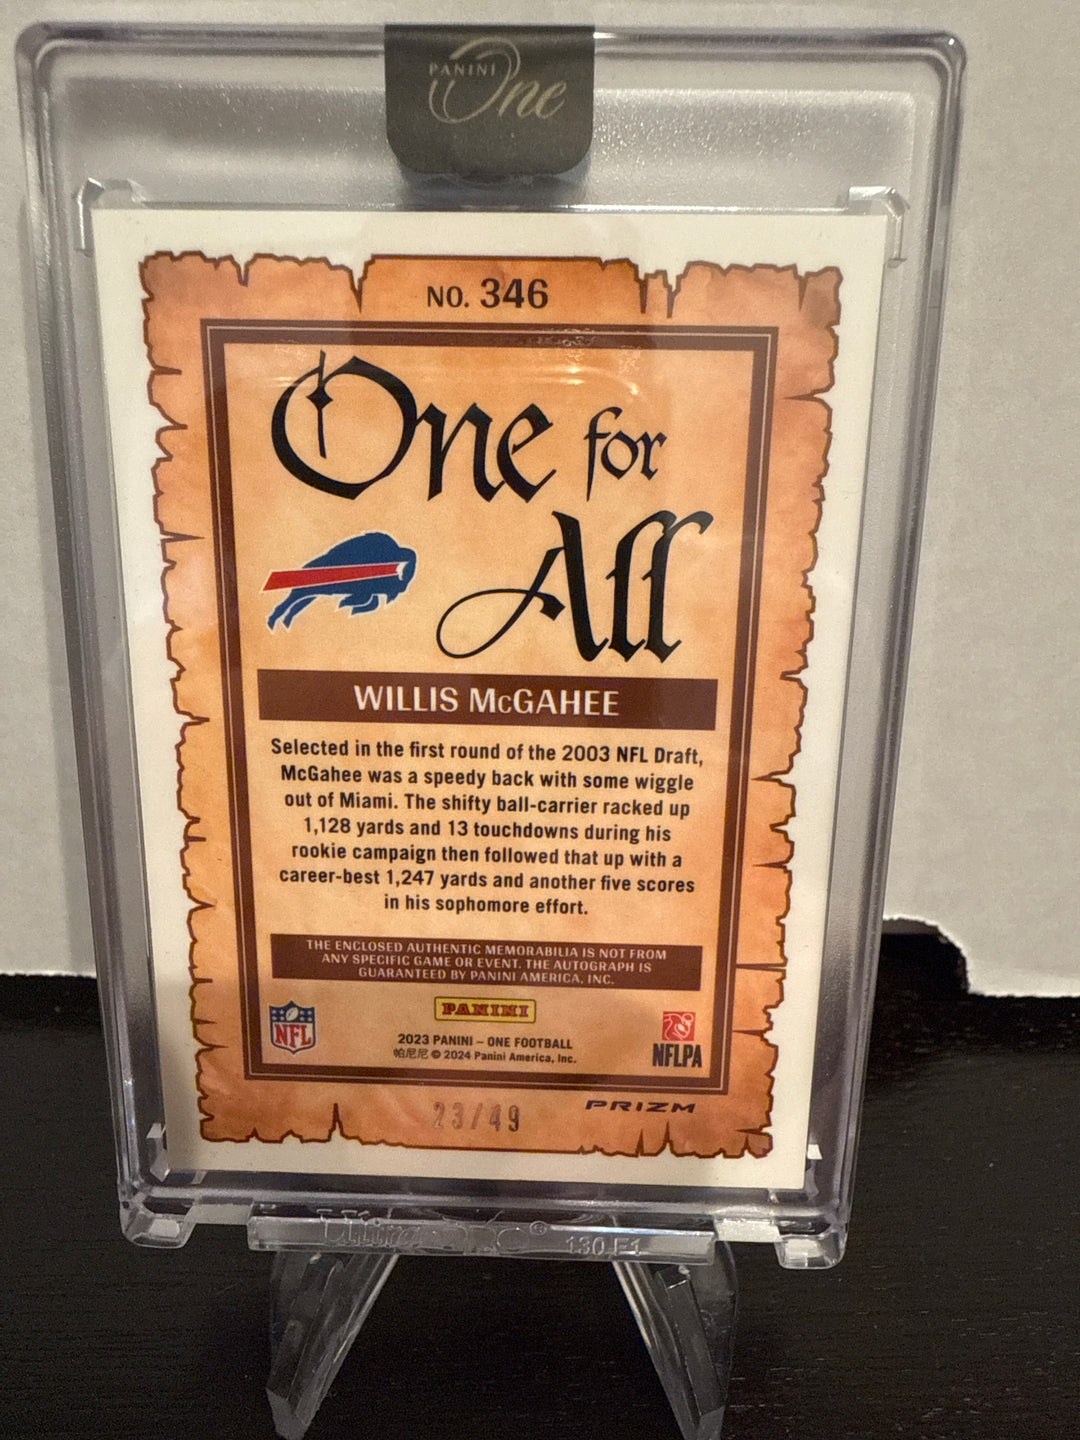 PANINI
One
NO. 346
One for
All
WILLIS McGAHEE
Selected in the first round of the 2003 NFL Draft,
McGahee was a speedy back with some wiggle
out of Miami. The shifty ball-carrier racked up
1,128 yards and 13 touchdowns during his
rookie campaign then followed that up with a
career-best 1,247 yards and another five scores
in his sophomore effort.
THE ENCLOSED AUTHENTIC MEMORABILIA IS NOT FROM
ANY SPECIFIC GAME OR EVENT. THE AUTOGRAPH IS
GUARANTEED BY PANINI AMERICA, INC.
NFL
PANINI
2023 PANINI – ONE FOOTBALL
帕尼尼 © 2024 Panini America, Inc.
NFLPA
PRIZM
23/49
Ultra PRO® 130 F1